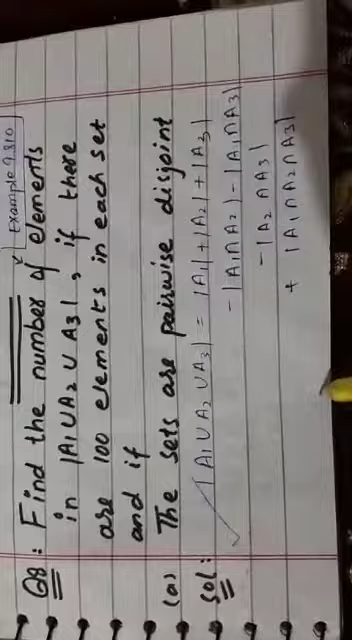 Example 9.8.10
Q8: Find the number of elements
in |A₁ ∪ A₂ ∪ A₃|, if there
are 100 elements in each set
and if
(a) The sets are pairwise disjoint
Sol: |A₁ ∪ A₂ ∪ A₃| = |A₁| + |A₂| + |A₃|
- |A₁ ∩ A₂| - |A₁ ∩ A₃|
- |A₂ ∩ A₃|
+ |A₁ ∩ A₂ ∩ A₃|